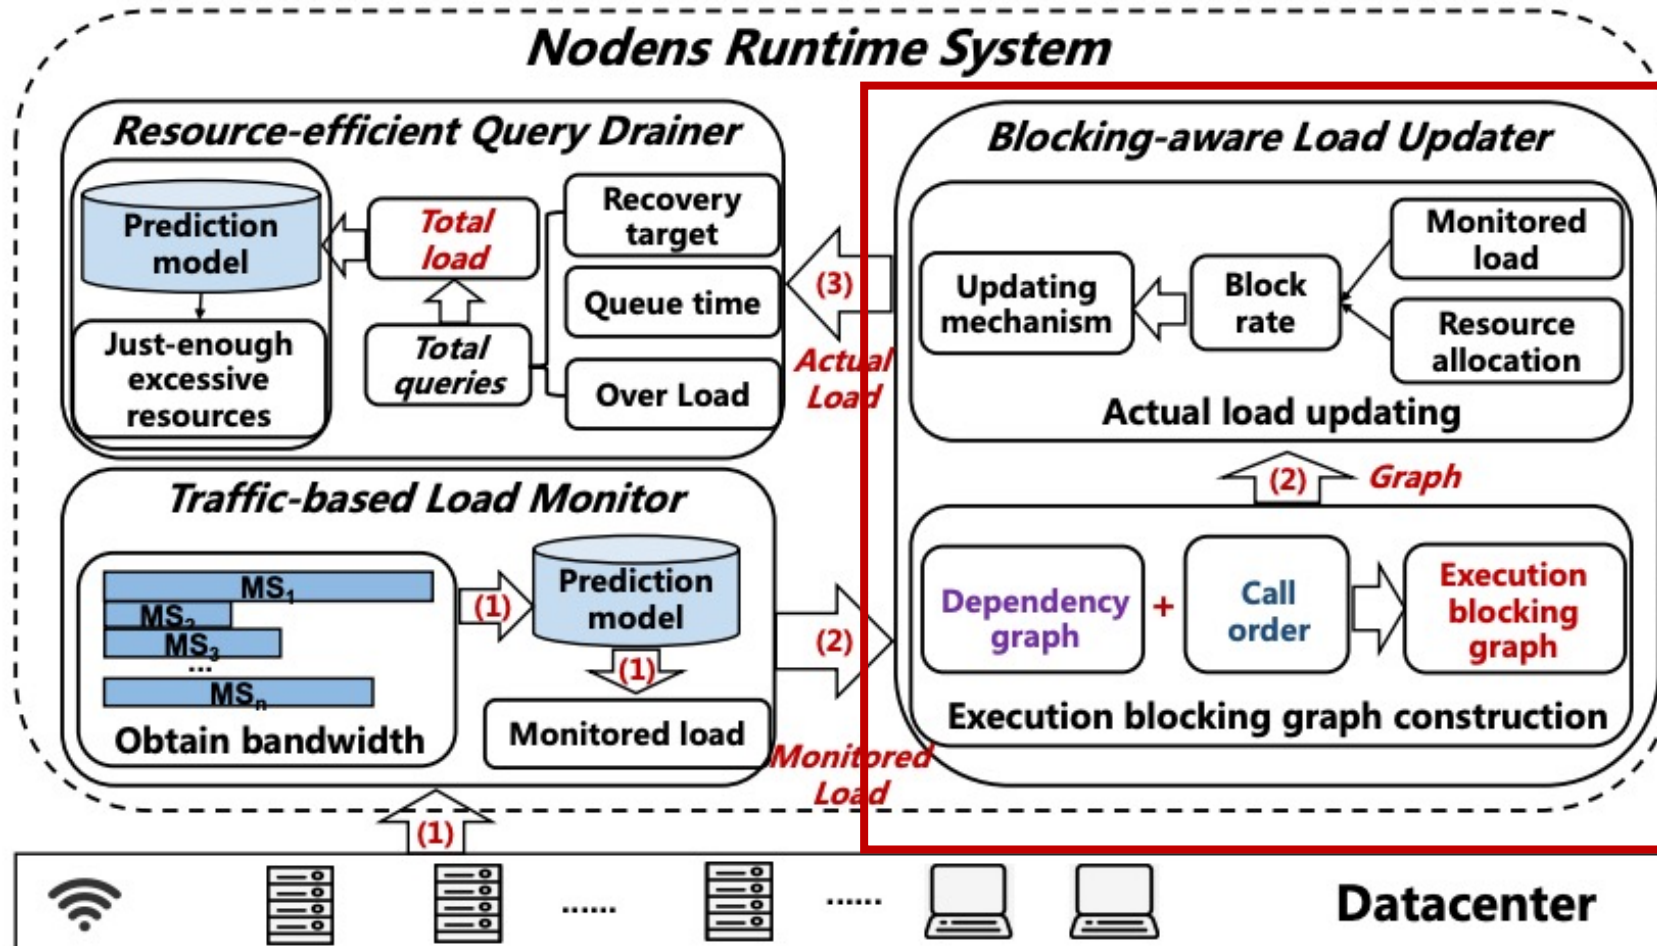 Nodens Runtime System
Resource-efficient Query Drainer
Prediction
model
Just-enough
excessive
resources
Total
load
Total
queries
Recovery
target
Queue time
Over Load
(3)
Actual
Load
Blocking-aware Load Updater
Updating
mechanism
Block
rate
Monitored
load
Resource
allocation
Actual load updating
(2)
Graph
Dependency
graph
+
Call
order
Execution
blocking
graph
Execution blocking graph construction
Traffic-based Load Monitor
MS1
MS2
MS3
...
MSn
Obtain bandwidth
(1)
Prediction
model
(1)
Monitored load
(2)
Monitored
Load
(1)
......
......
Datacenter